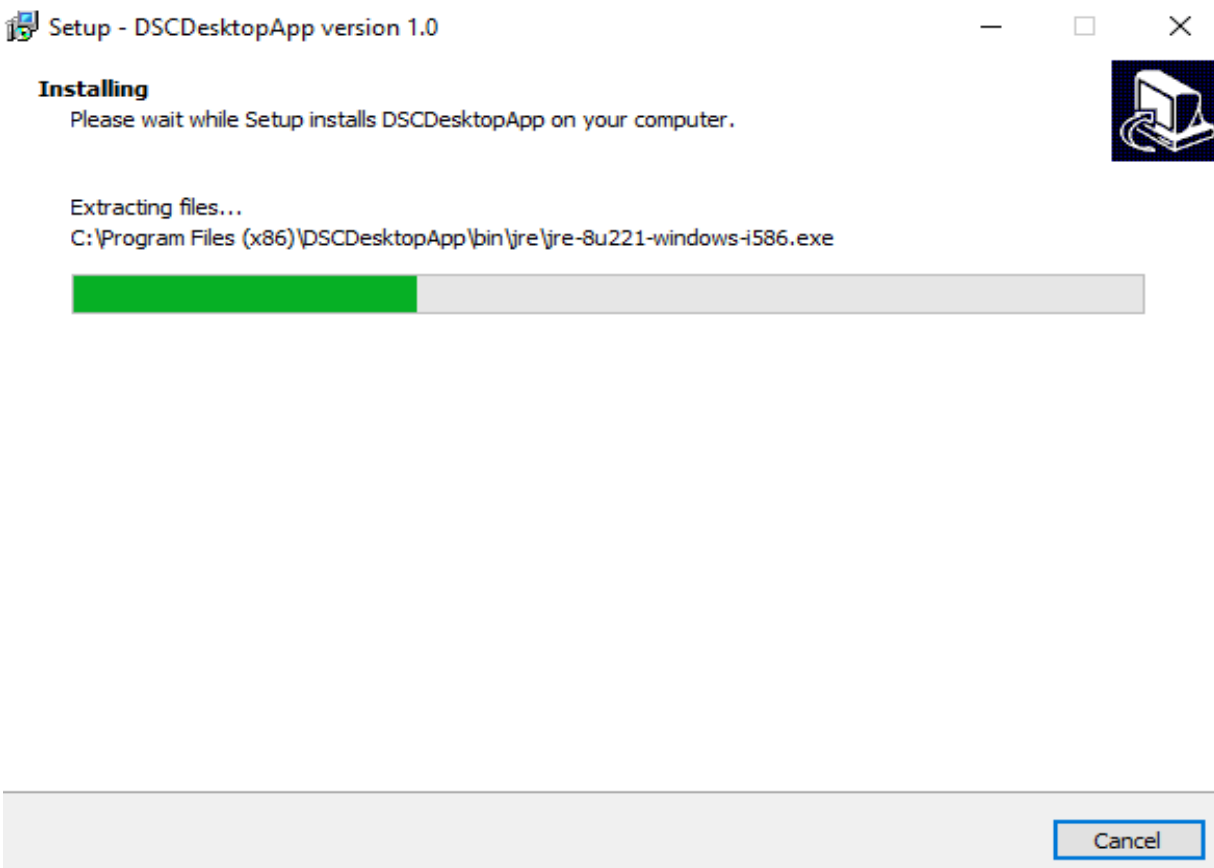 Setup - DSCDesktopApp version 1.0
Installing
Please wait while Setup installs DSCDesktopApp on your computer.
Extracting files...
C:\Program Files (x86)\DSCDesktopApp\bin\jre\jre-8u221-windows-i586.exe
Cancel